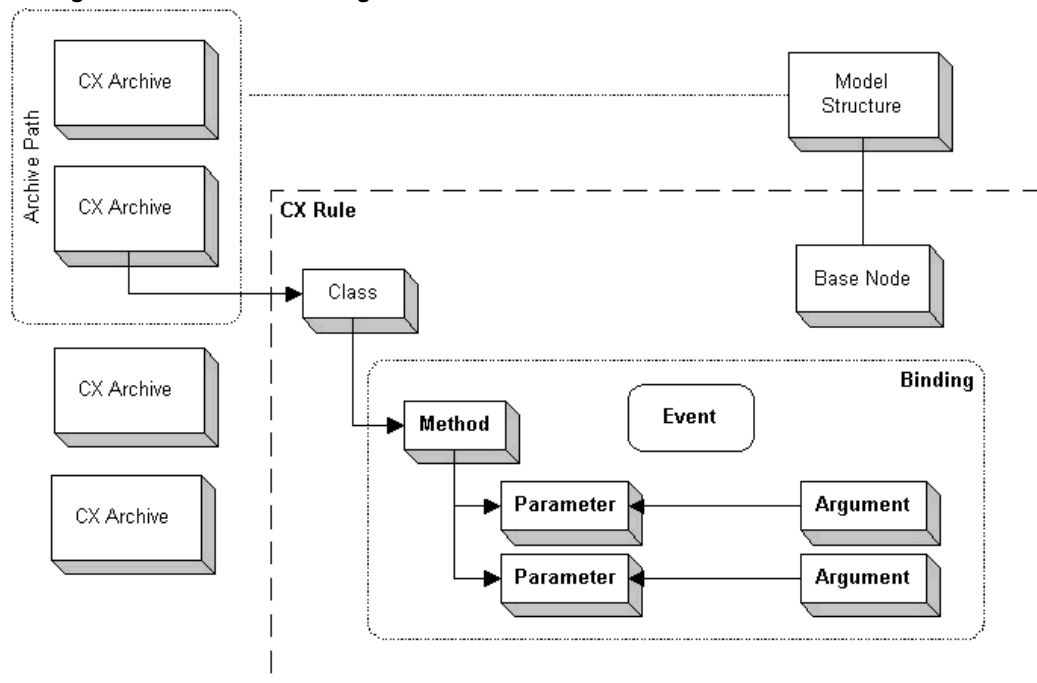 CX Archive
Model
Structure
Archive Path
CX Archive
CX Rule
Class
Base Node
CX Archive
Binding
Event
Method
CX Archive
Parameter
Argument
Parameter
Argument